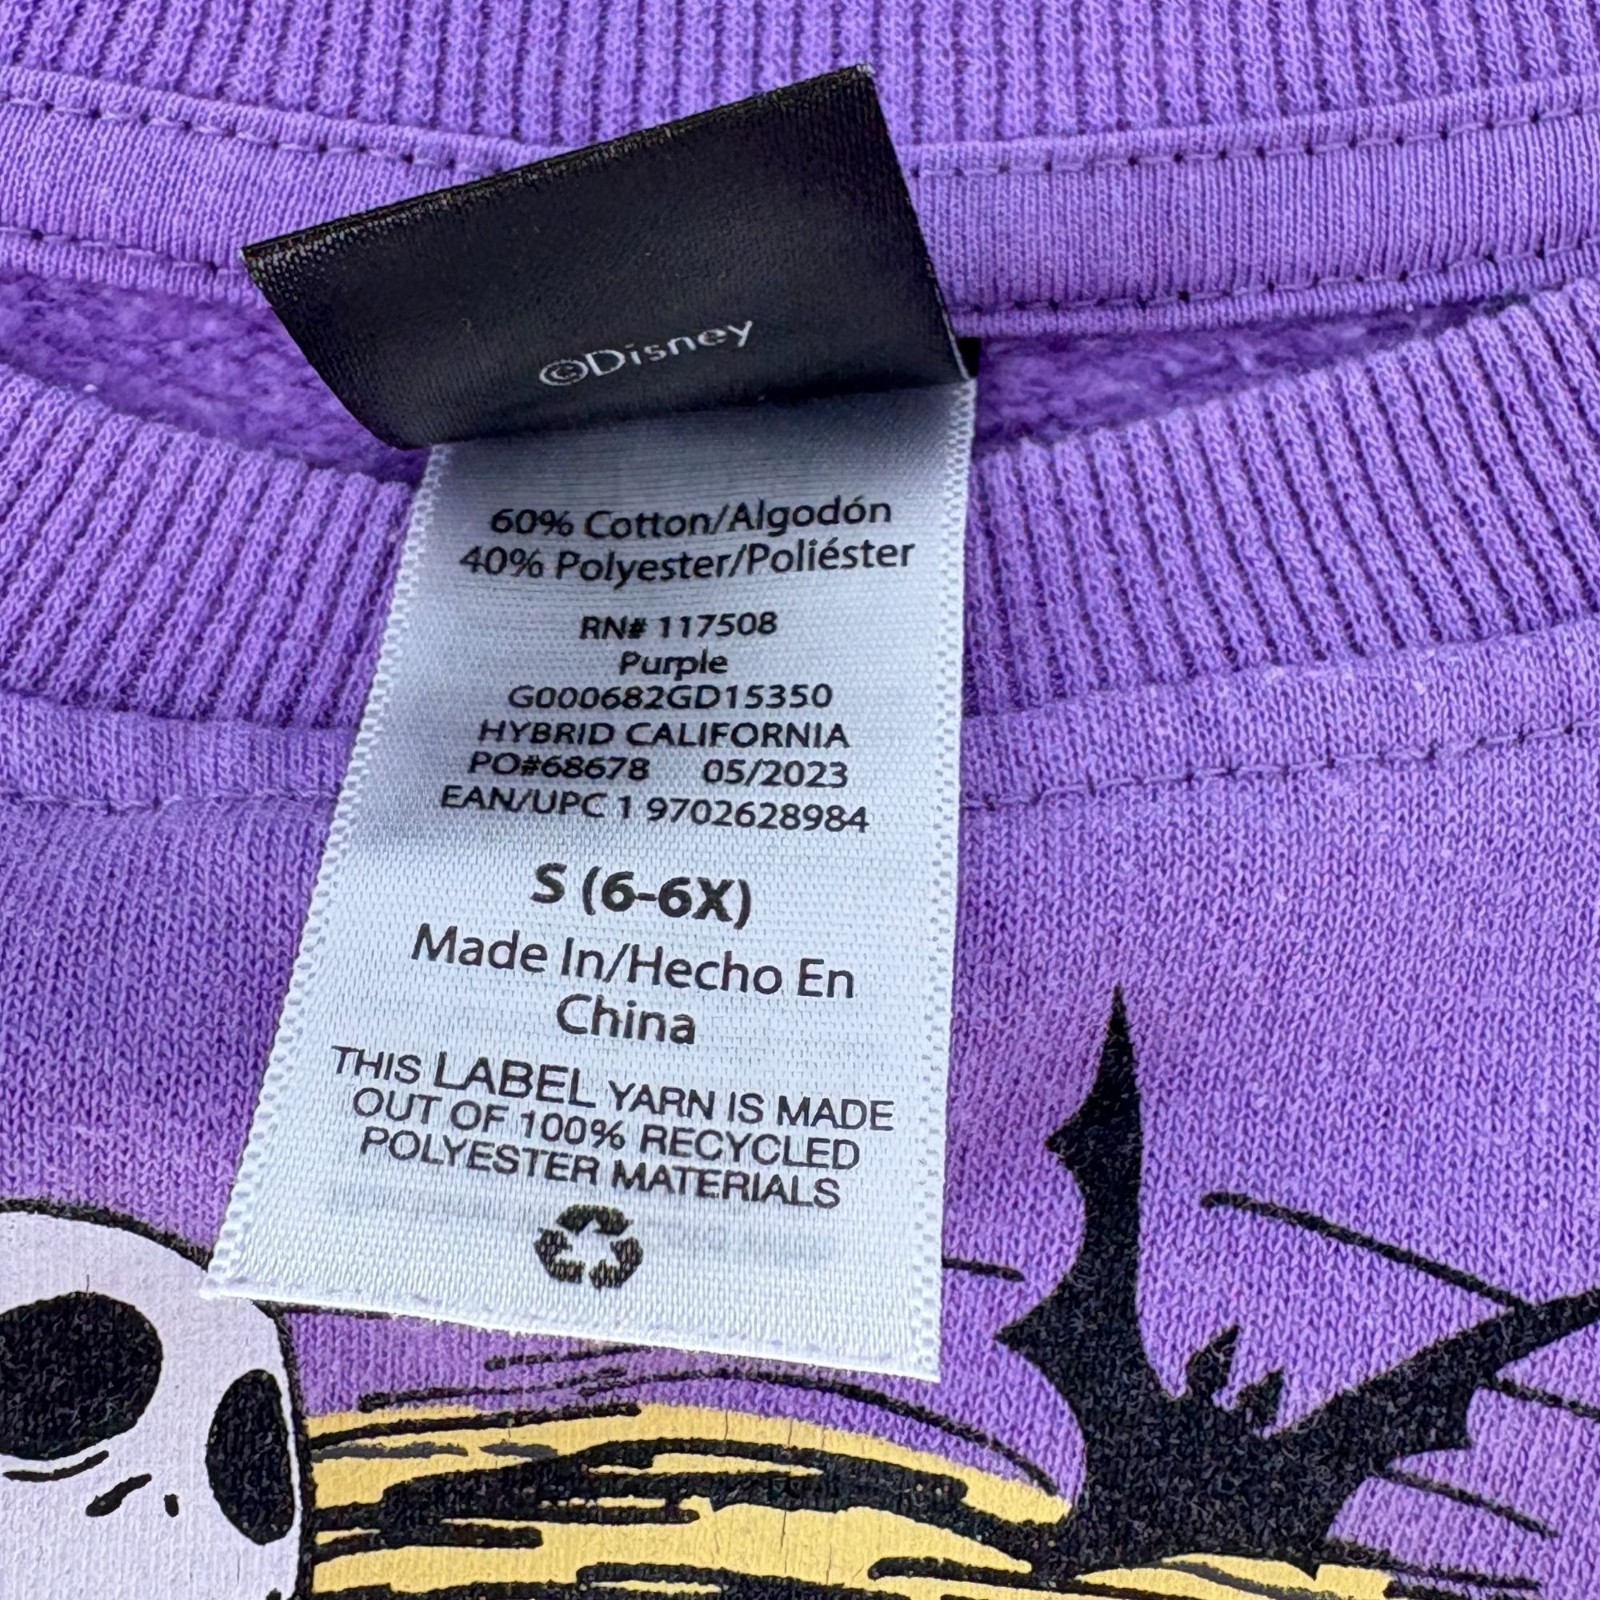 ©Disney
60% Cotton/Algodón
40% Polyester/Poliéster
RN# 117508
Purple
G000682GD15350
HYBRID CALIFORNIA
PO#68678 05/2023
EAN/UPC 1 9702628984
S (6-6X)
Made In/Hecho En
China
THIS LABEL YARN IS MADE
OUT OF 100% RECYCLED
POLYESTER MATERIALS